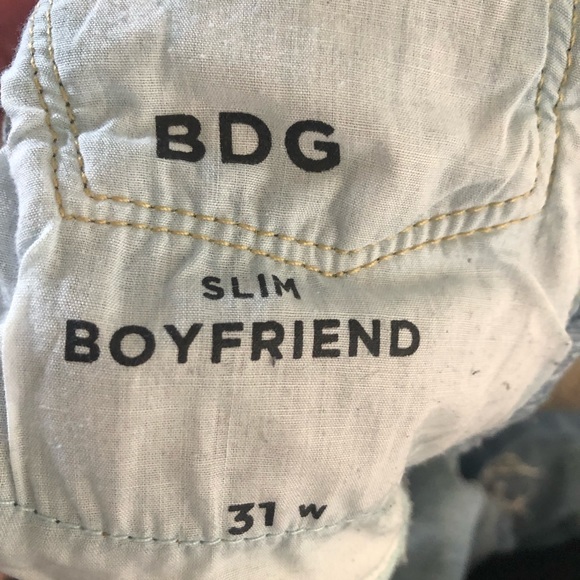 BDG
SLIM
BOYFRIEND
31 W